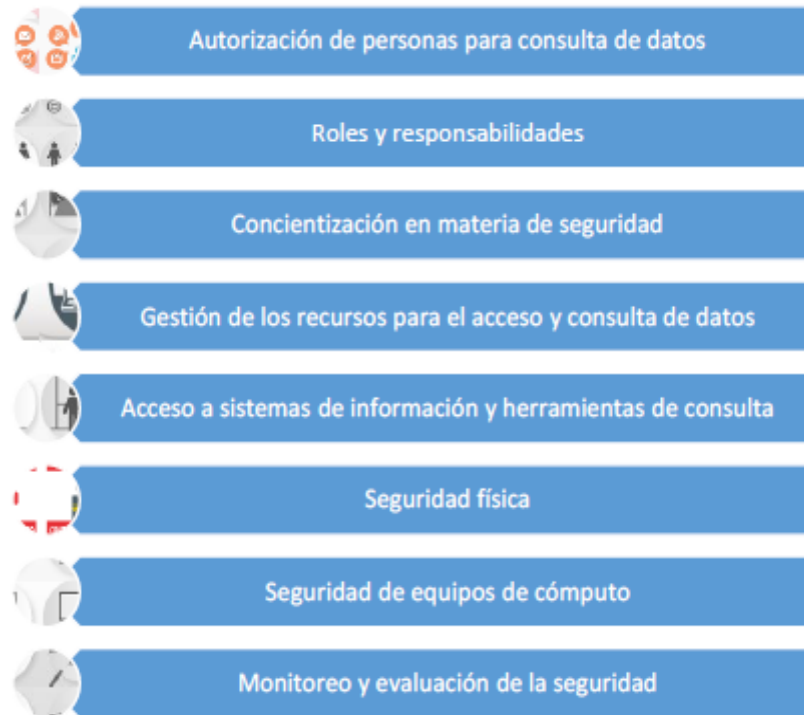 Autorización de personas para consulta de datos
Roles y responsabilidades
Concientización en materia de seguridad
Gestión de los recursos para el acceso y consulta de datos
Acceso a sistemas de información y herramientas de consulta
Seguridad física
Seguridad de equipos de cómputo
Monitoreo y evaluación de la seguridad